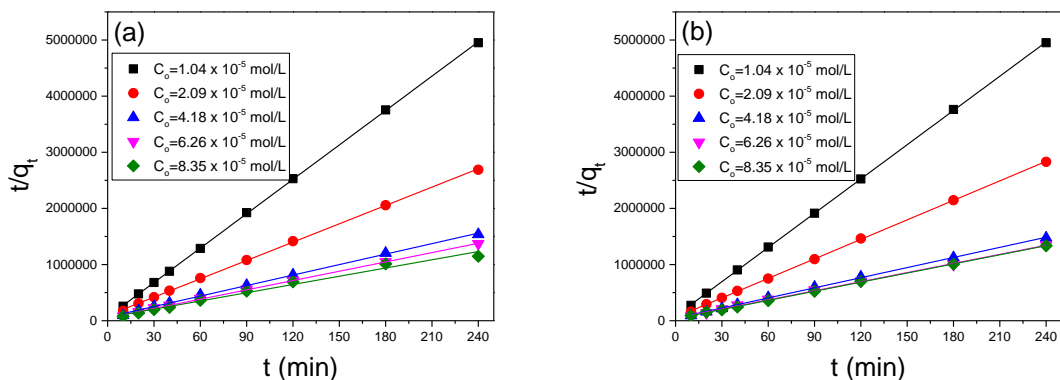 (a)
C_o=1.04 x 10^-5 mol/L
C_o=2.09 x 10^-5 mol/L
C_o=4.18 x 10^-5 mol/L
C_o=6.26 x 10^-5 mol/L
C_o=8.35 x 10^-5 mol/L
5000000
4000000
3000000
2000000
1000000
0
0 30 60 90 120 150 180 210 240
t/q_t
t (min)
(b)
C_o=1.04 x 10^-5 mol/L
C_o=2.09 x 10^-5 mol/L
C_o=4.18 x 10^-5 mol/L
C_o=6.26 x 10^-5 mol/L
C_o=8.35 x 10^-5 mol/L
5000000
4000000
3000000
2000000
1000000
0
0 30 60 90 120 150 180 210 240
t/q_t
t (min)